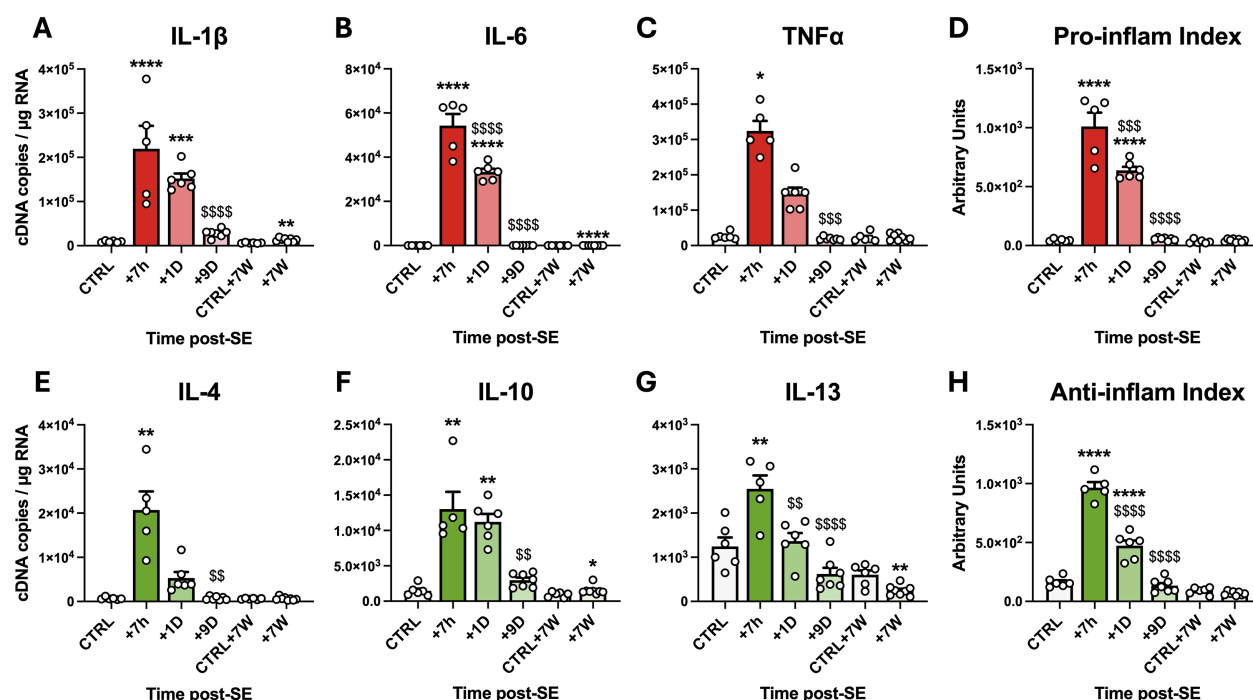 A IL-1β
cDNA copies / μg RNA
4×10⁵
3×10⁵
2×10⁵
1×10⁵
0
****
***
$$$$
**
CTRL
+7h
+1D
+9D
CTRL+7W
+7W
Time post-SE
B IL-6
8×10⁴
6×10⁴
4×10⁴
2×10⁴
0
****
$$$$
****
$$$$
****
CTRL
+7h
+1D
+9D
CTRL+7W
+7W
Time post-SE
C TNFα
5×10⁵
4×10⁵
3×10⁵
2×10⁵
1×10⁵
0
*
$$$
CTRL
+7h
+1D
+9D
CTRL+7W
+7W
Time post-SE
D Pro-inflam Index
Arbitrary Units
1.5×10³
1.0×10³
5.0×10²
0.0
****
$$$
****
$$$$
CTRL
+7h
+1D
+9D
CTRL+7W
+7W
Time post-SE
E IL-4
cDNA copies / μg RNA
4×10⁴
3×10⁴
2×10⁴
1×10⁴
0
**
$$
CTRL
+7h
+1D
+9D
CTRL+7W
+7W
Time post-SE
F IL-10
2.5×10⁴
2.0×10⁴
1.5×10⁴
1.0×10⁴
5.0×10³
0.0
**
**
$$
*
CTRL
+7h
+1D
+9D
CTRL+7W
+7W
Time post-SE
G IL-13
4×10³
3×10³
2×10³
1×10³
0
**
$$
$$$$
**
CTRL
+7h
+1D
+9D
CTRL+7W
+7W
Time post-SE
H Anti-inflam Index
Arbitrary Units
1.5×10³
1.0×10³
5.0×10²
0.0
****
****
$$$$
$$$$
CTRL
+7h
+1D
+9D
CTRL+7W
+7W
Time post-SE